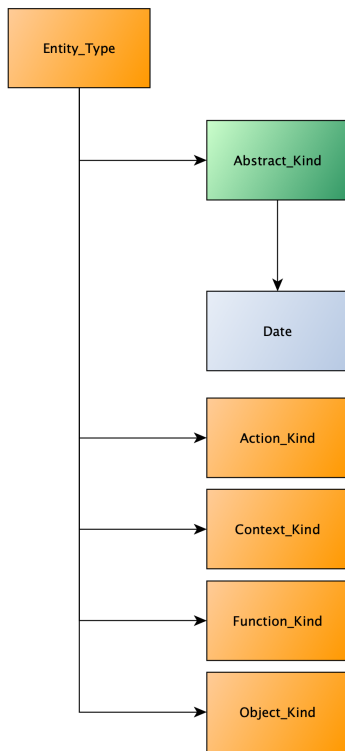 Entity_Type
Abstract_Kind
Date
Action_Kind
Context_Kind
Function_Kind
Object_Kind